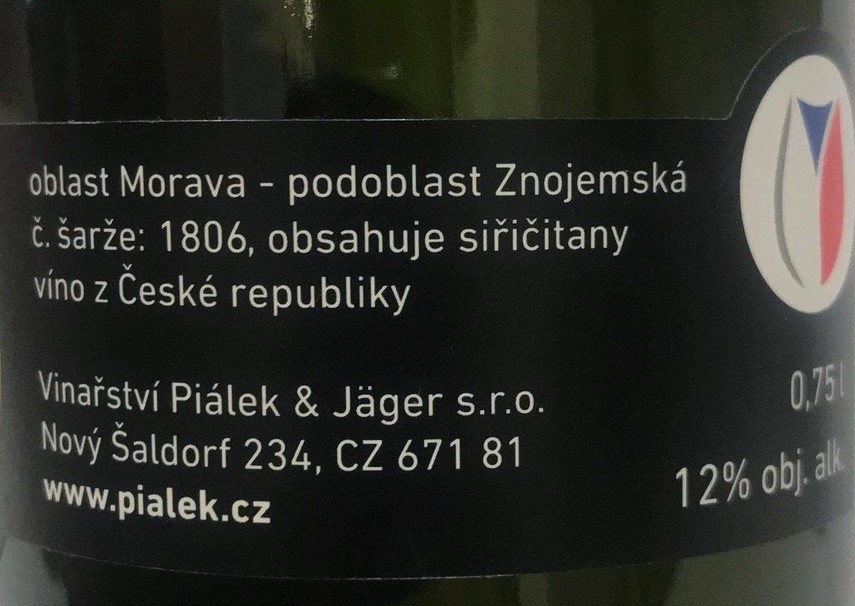 oblast Morava - podoblast Znojemská
č. šarže: 1806, obsahuje siřičitany
víno z České republiky
Vinařství Piálek & Jäger s.r.o.
Nový Šaldorf 234, CZ 671 81
www.pialek.cz
0,75 l
12% obj. alk.